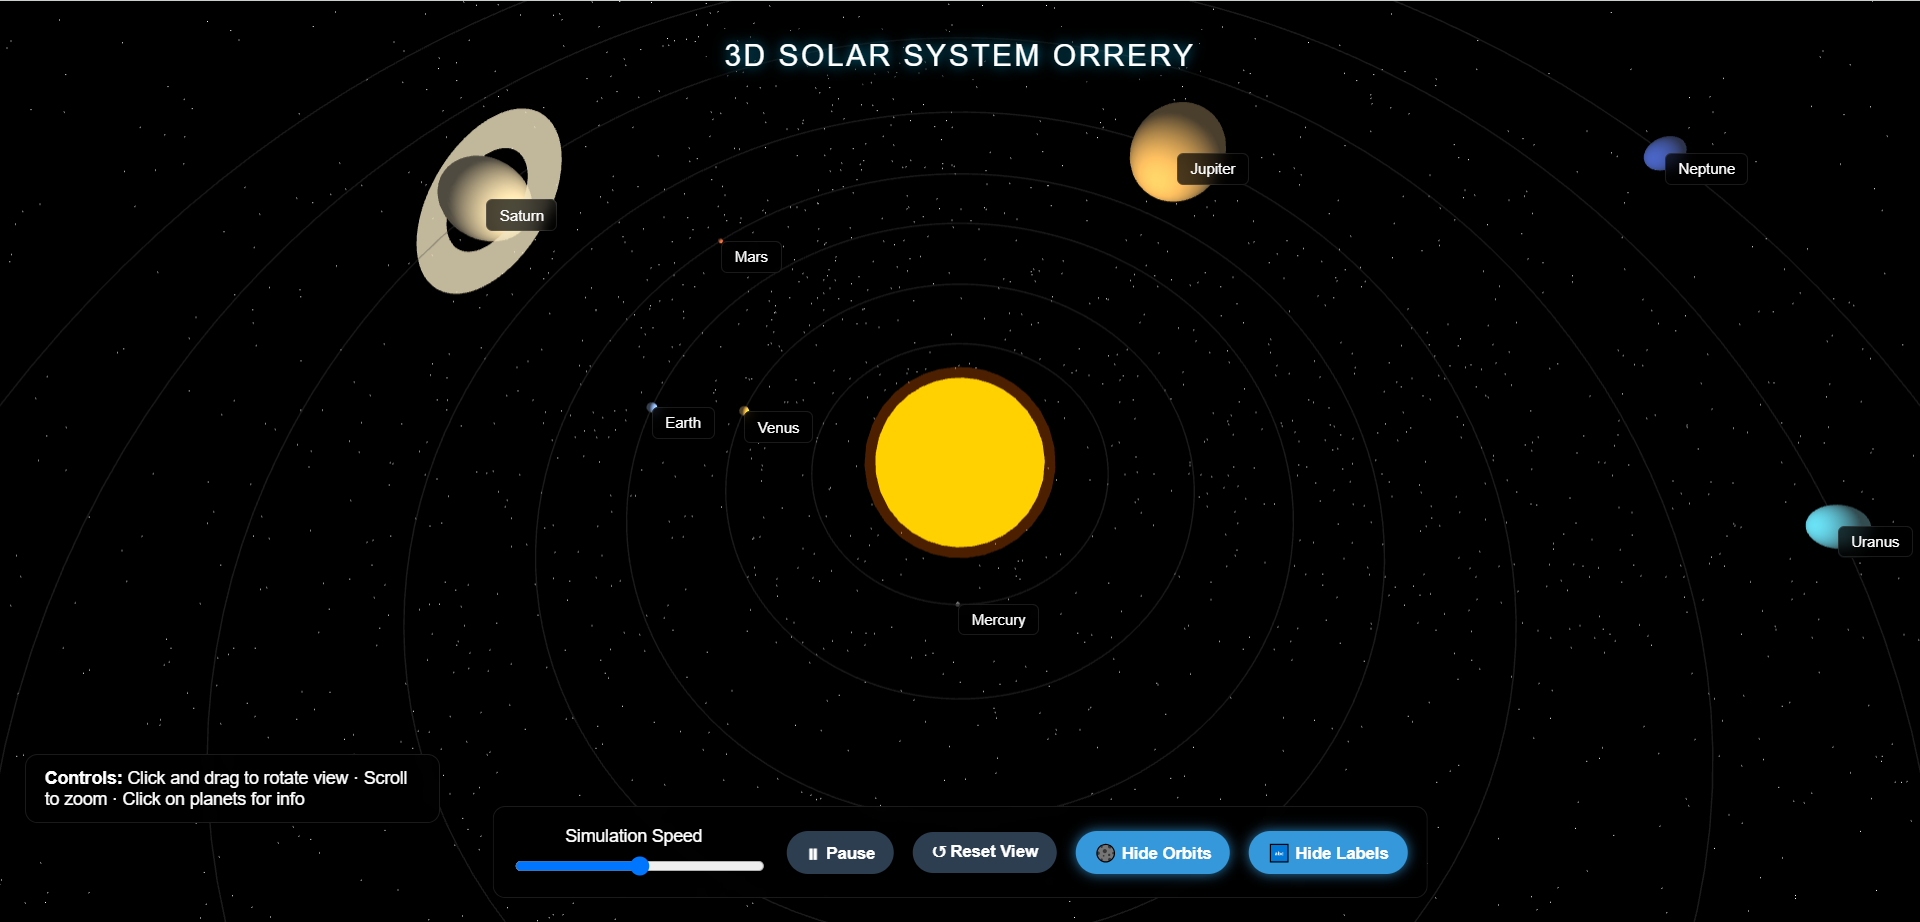 3D SOLAR SYSTEM ORRERY
Saturn
Jupiter
Neptune
Mars
Earth
Venus
Uranus
Mercury
Controls: Click and drag to rotate view · Scroll
to zoom · Click on planets for info
Simulation Speed
⏸ Pause
↺ Reset View
Hide Orbits
abc Hide Labels